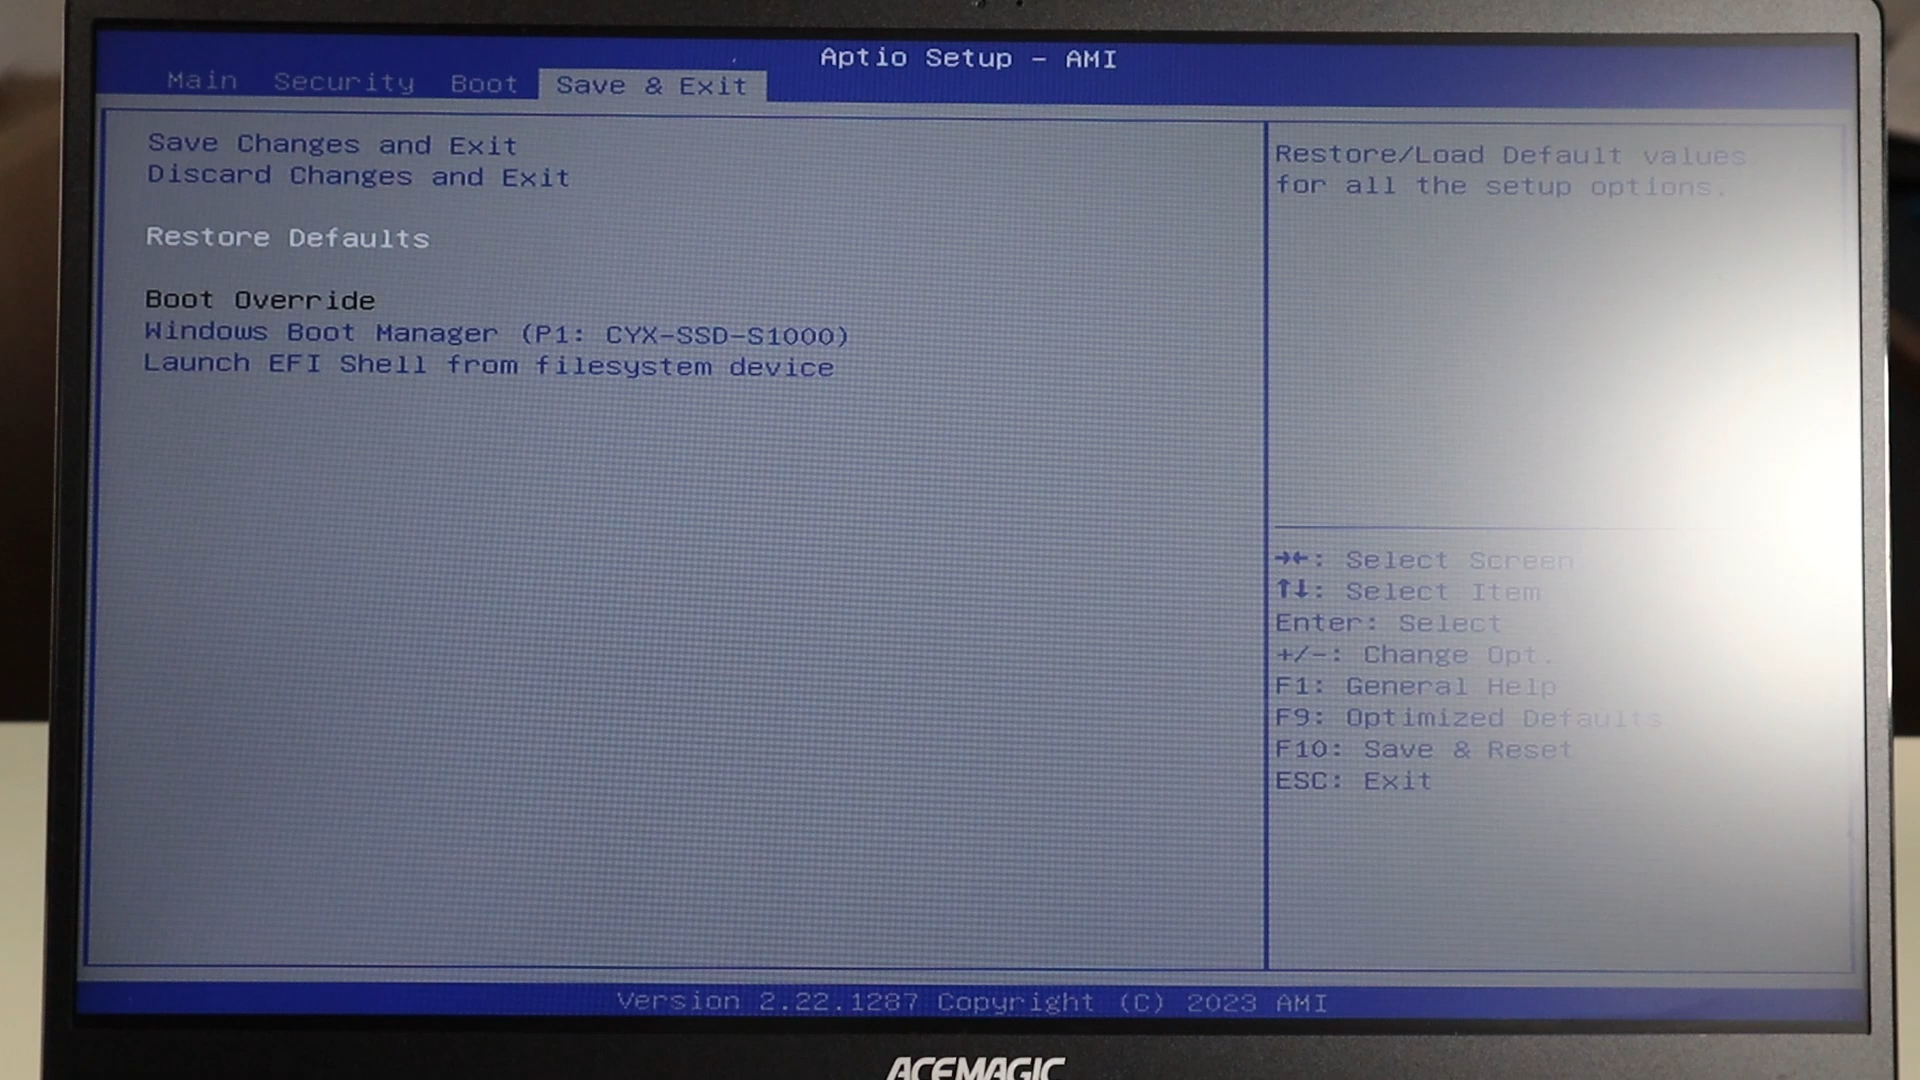 Aptio Setup - AMI
Main Security Boot Save & Exit
Save Changes and Exit
Discard Changes and Exit
Restore Defaults
Boot Override
Windows Boot Manager (P1: CYX-SSD-S1000)
Launch EFI Shell from filesystem device
Restore/Load Default values
for all the setup options.
→←: Select Screen
↑↓: Select Item
Enter: Select
+/-: Change Opt.
F1: General Help
F9: Optimized Defaults
F10: Save & Reset
ESC: Exit
Version 2.22.1287 Copyright (C) 2023 AMI
ACEMAGIC